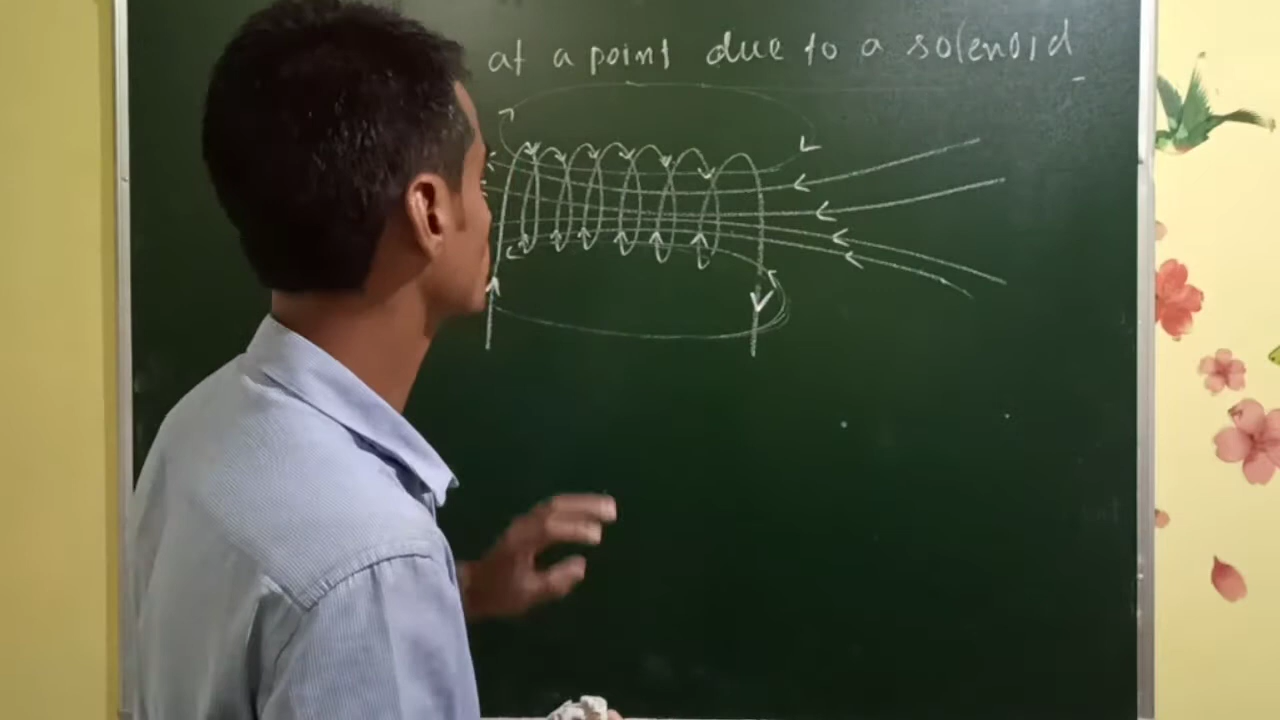 at a point due to a solenoid